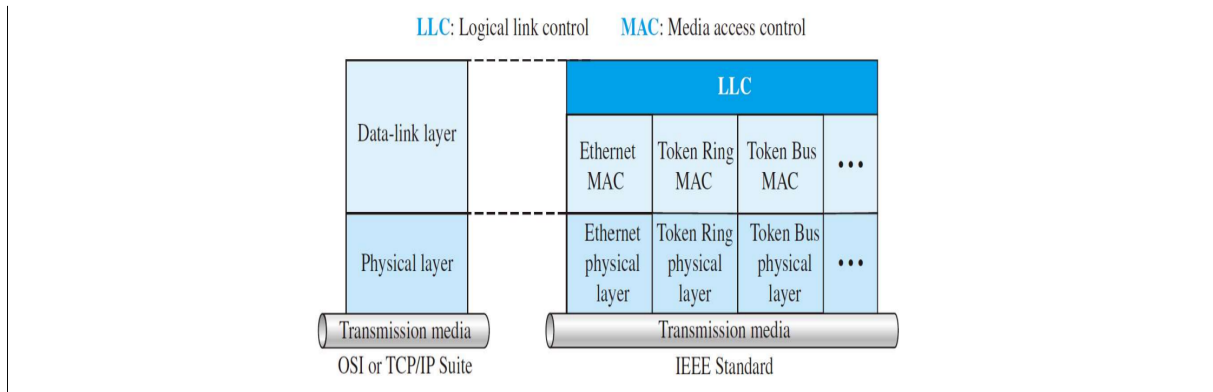 LLC: Logical link control MAC: Media access control
Data-link layer
Physical layer
Transmission media
OSI or TCP/IP Suite
LLC
Ethernet
MAC
Token Ring
MAC
Token Bus
MAC
•••
Ethernet
physical
layer
Token Ring
physical
layer
Token Bus
physical
layer
•••
Transmission media
IEEE Standard